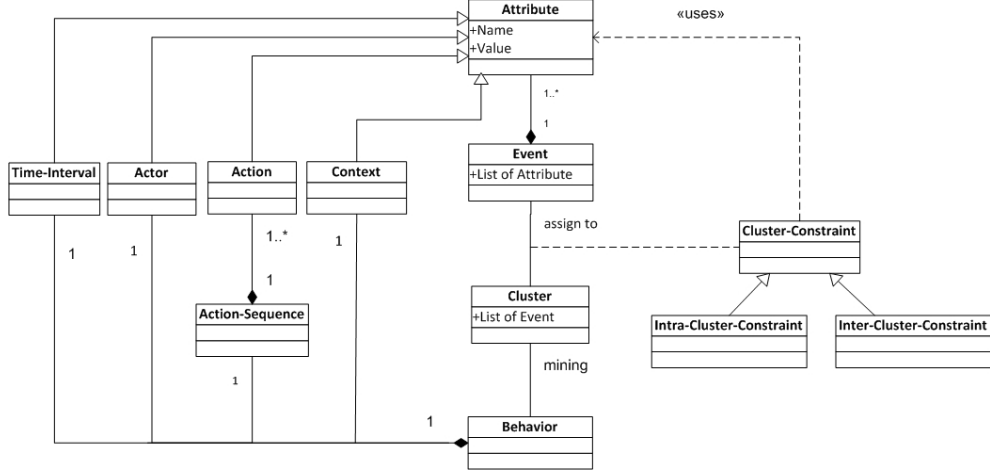 Attribute
+Name
+Value
«uses»
1..*
1
Event
+List of Attribute
Time-Interval
Actor
Action
Context
assign to
Cluster-Constraint
1
1
1..*
1
1
Cluster
+List of Event
Action-Sequence
Intra-Cluster-Constraint
Inter-Cluster-Constraint
mining
1
1
Behavior